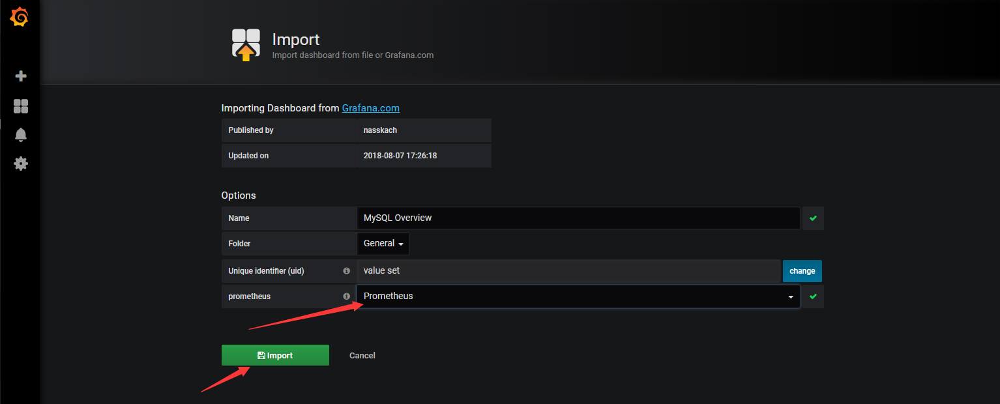 Import
Import dashboard from file or Grafana.com
Importing Dashboard from Grafana.com
Published by nasskach
Updated on 2018-08-07 17:26:18
Options
Name MySQL Overview
Folder General
Unique identifier (uid) value set change
prometheus Prometheus
Import Cancel